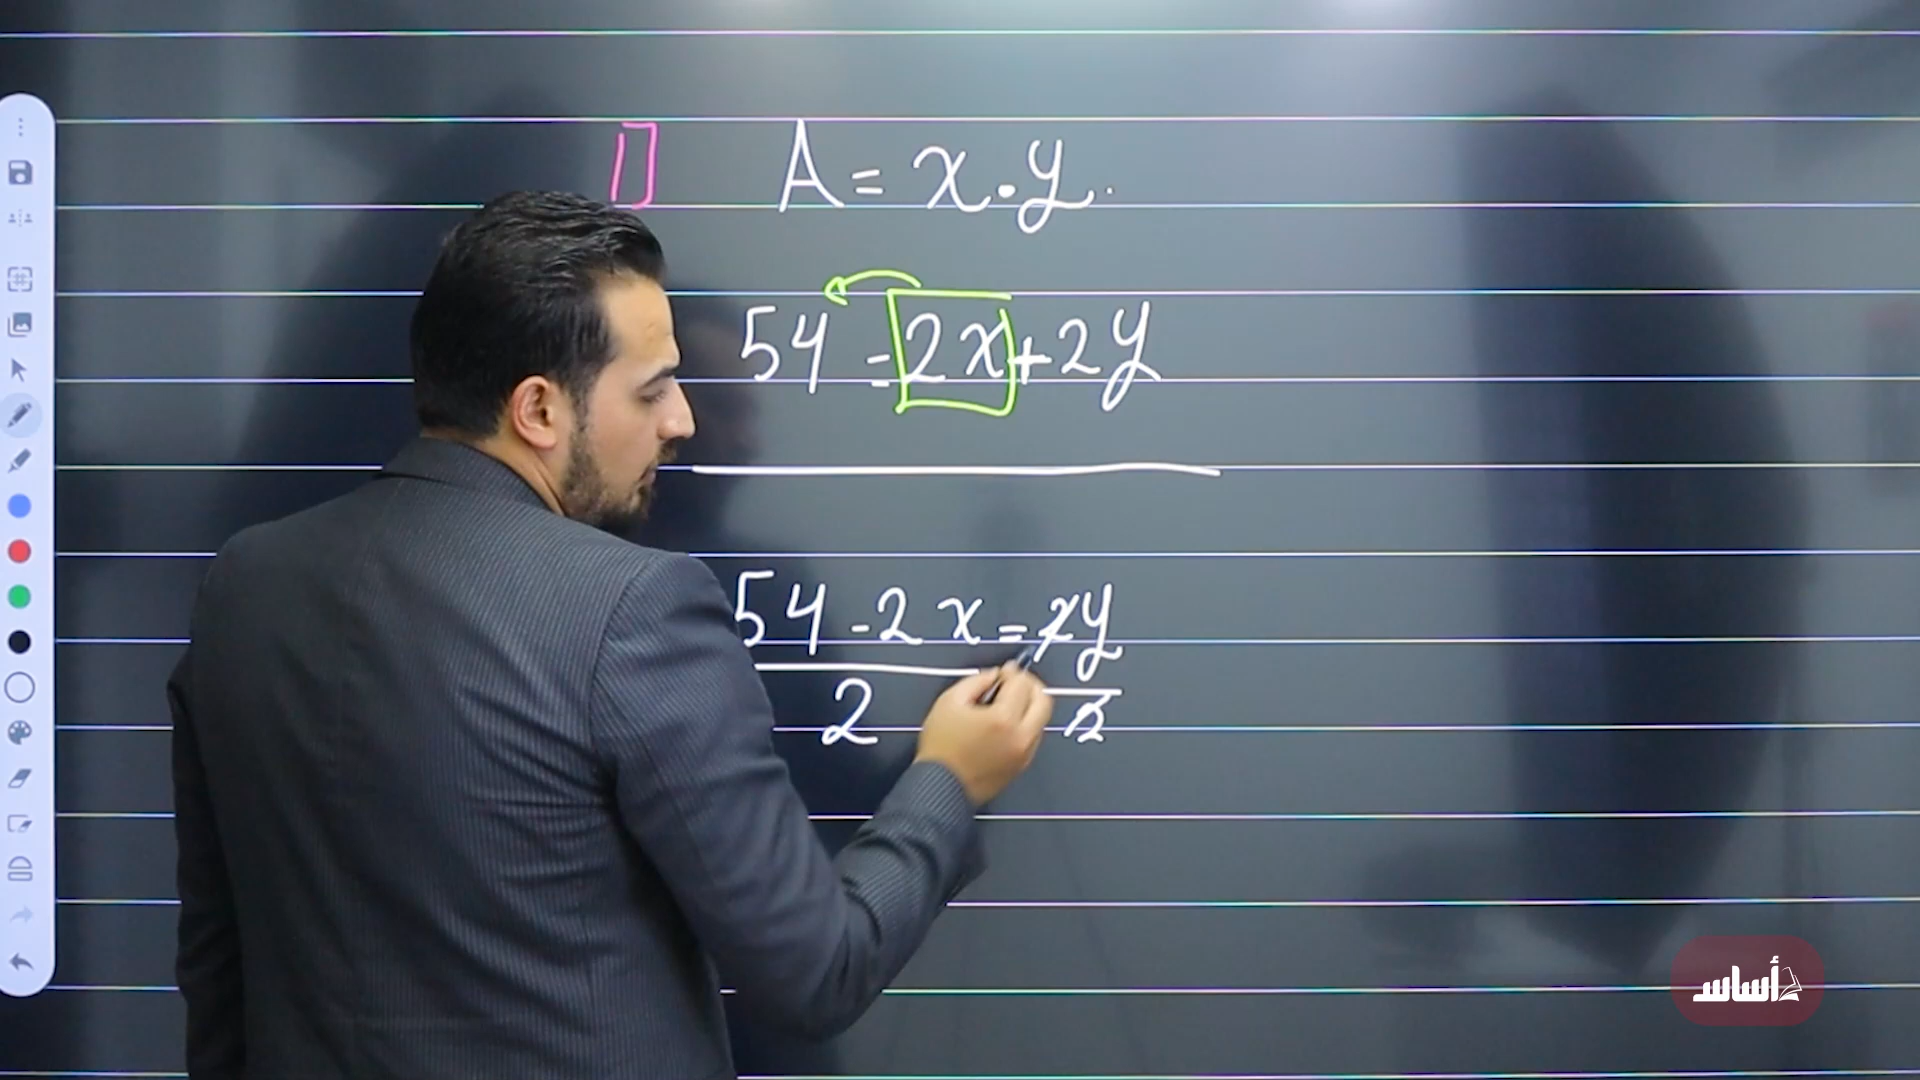 1] A = x . y .
54 = 2x + 2y
54 - 2x = 2y
2 2
أساس